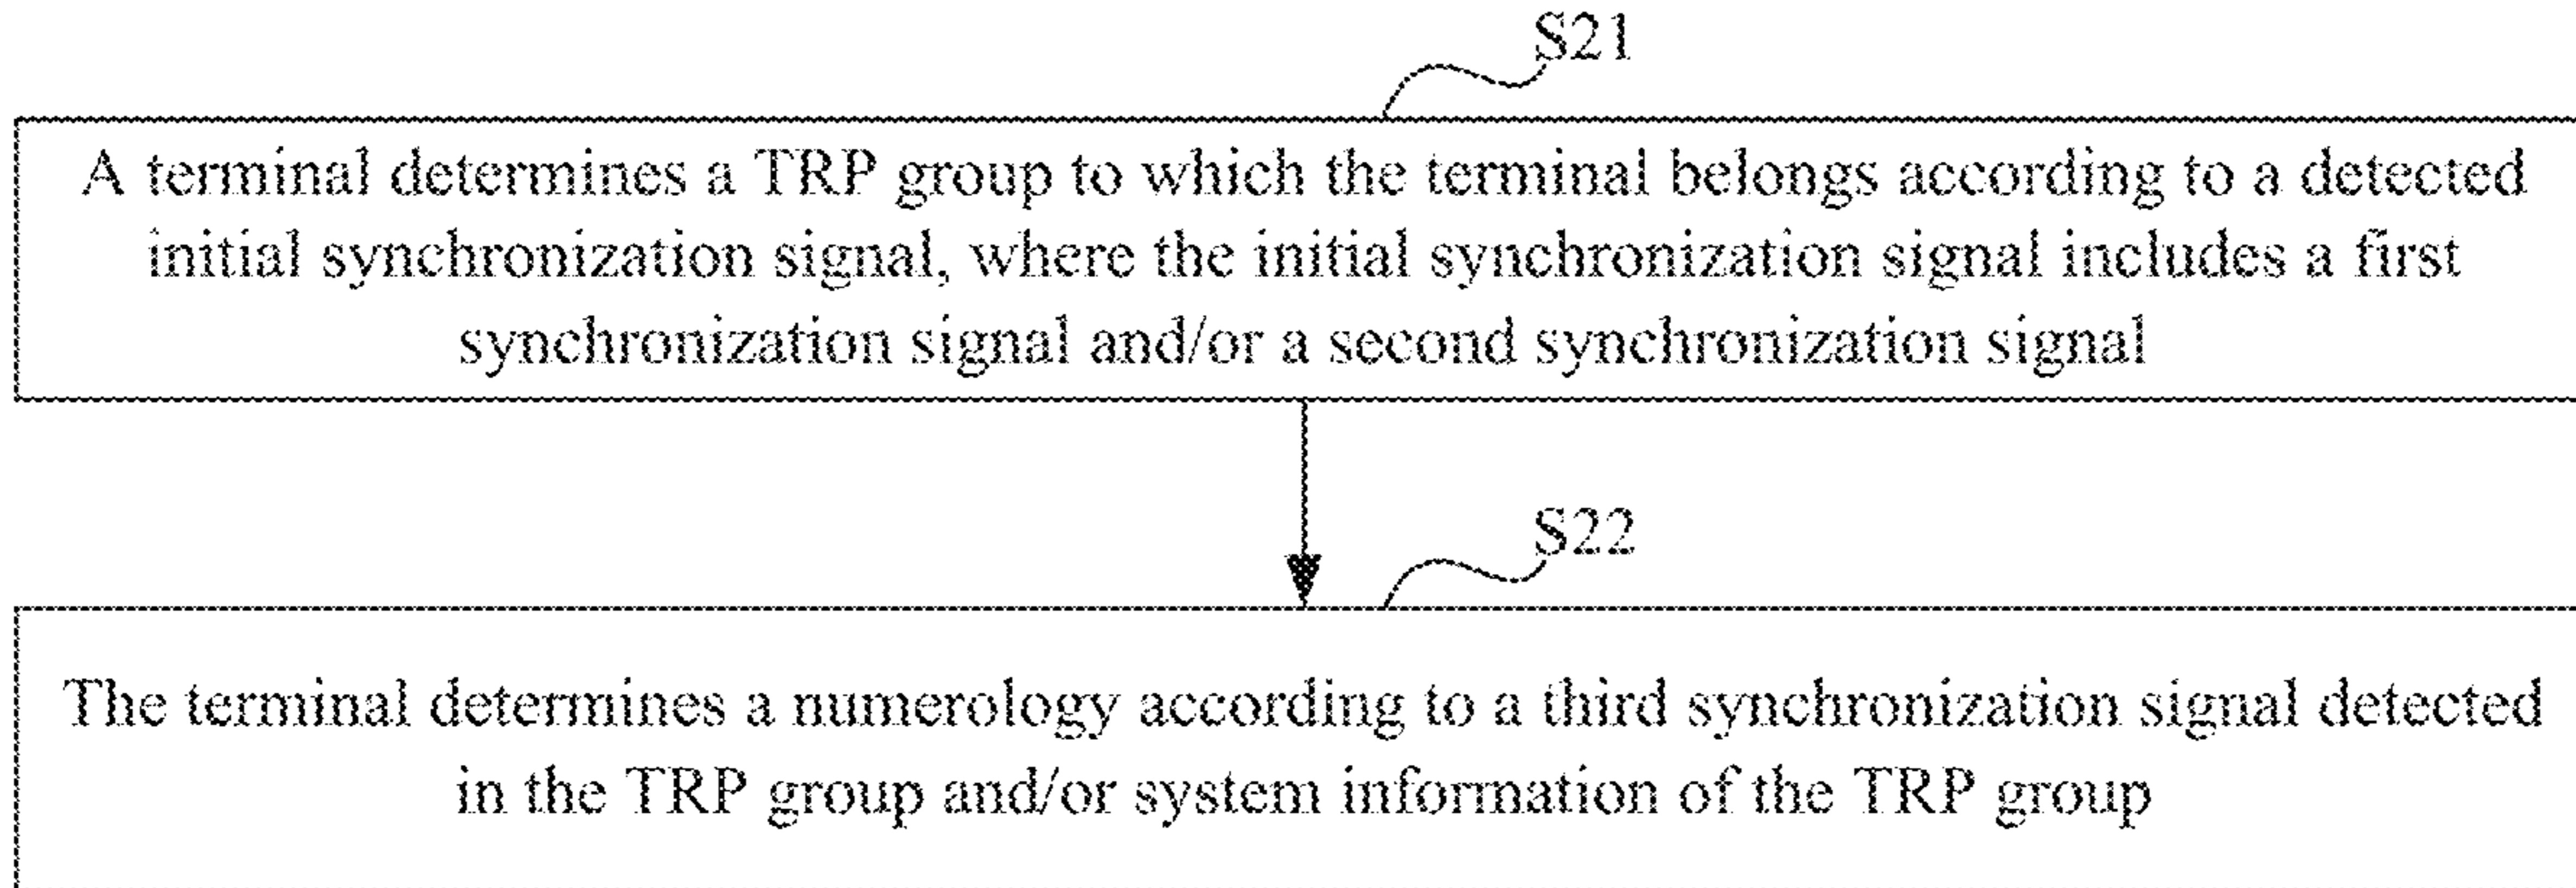 S21
A terminal determines a TRP group to which the terminal belongs according to a detected
initial synchronization signal, where the initial synchronization signal includes a first
synchronization signal and/or a second synchronization signal
S22
The terminal determines a numerology according to a third synchronization signal detected
in the TRP group and/or system information of the TRP group